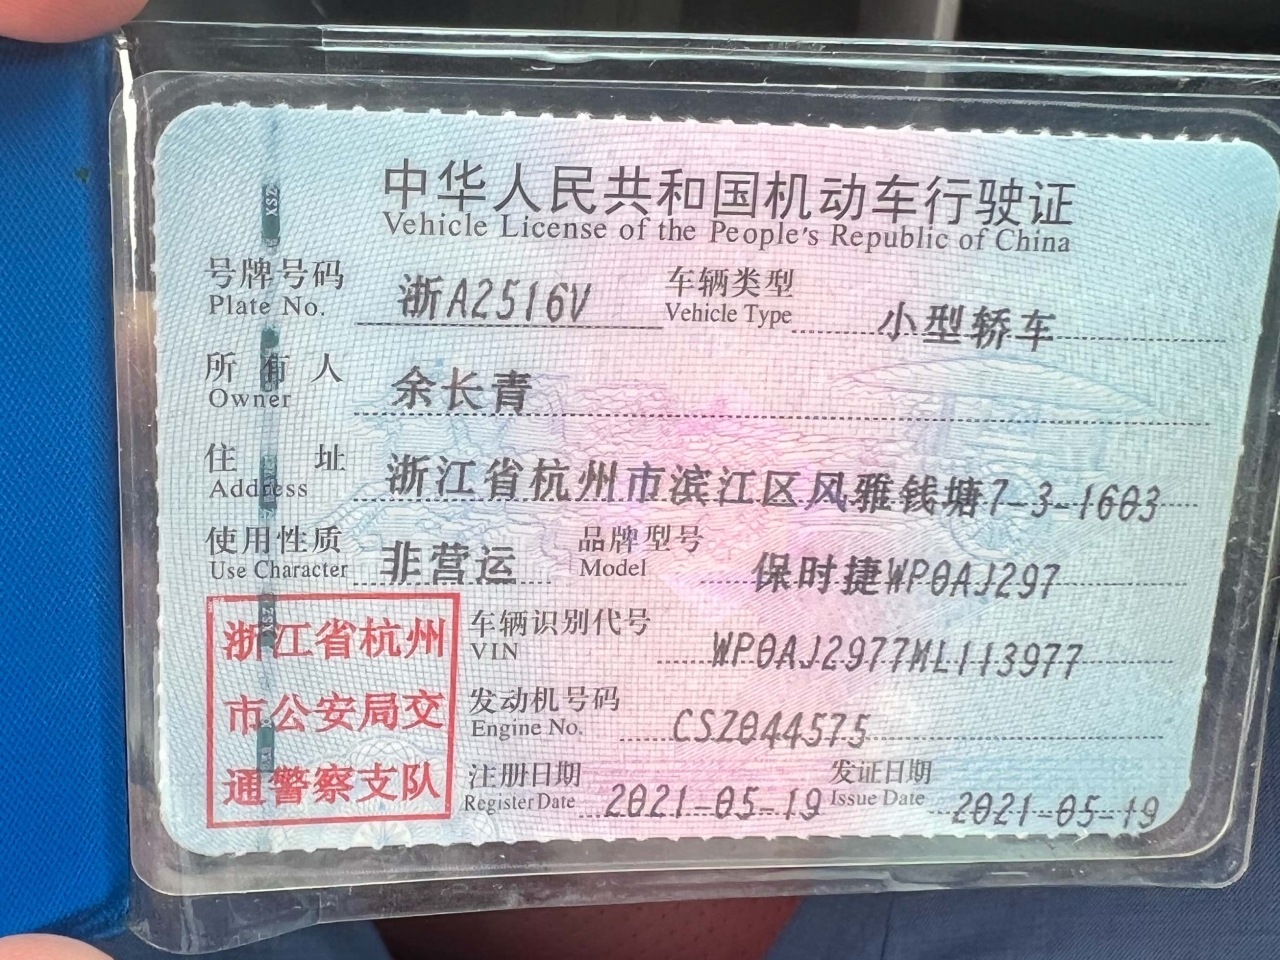 中华人民共和国机动车行驶证
Vehicle License of the People's Republic of China
号牌号码 浙A2516V 车辆类型 小型轿车
Plate No. Vehicle Type
所有人 余长青
Owner
住址 浙江省杭州市滨江区风雅钱塘7-3-1603
Address
使用性质 非营运 品牌型号 保时捷WP0AJ297
Use Character Model
浙江省杭州
市公安局交
通警察支队
车辆识别代号 WP0AJ2977ML113977
VIN
发动机号码 CSZ044575
Engine No.
注册日期 2021-05-19 发证日期 2021-05-19
Register Date Issue Date